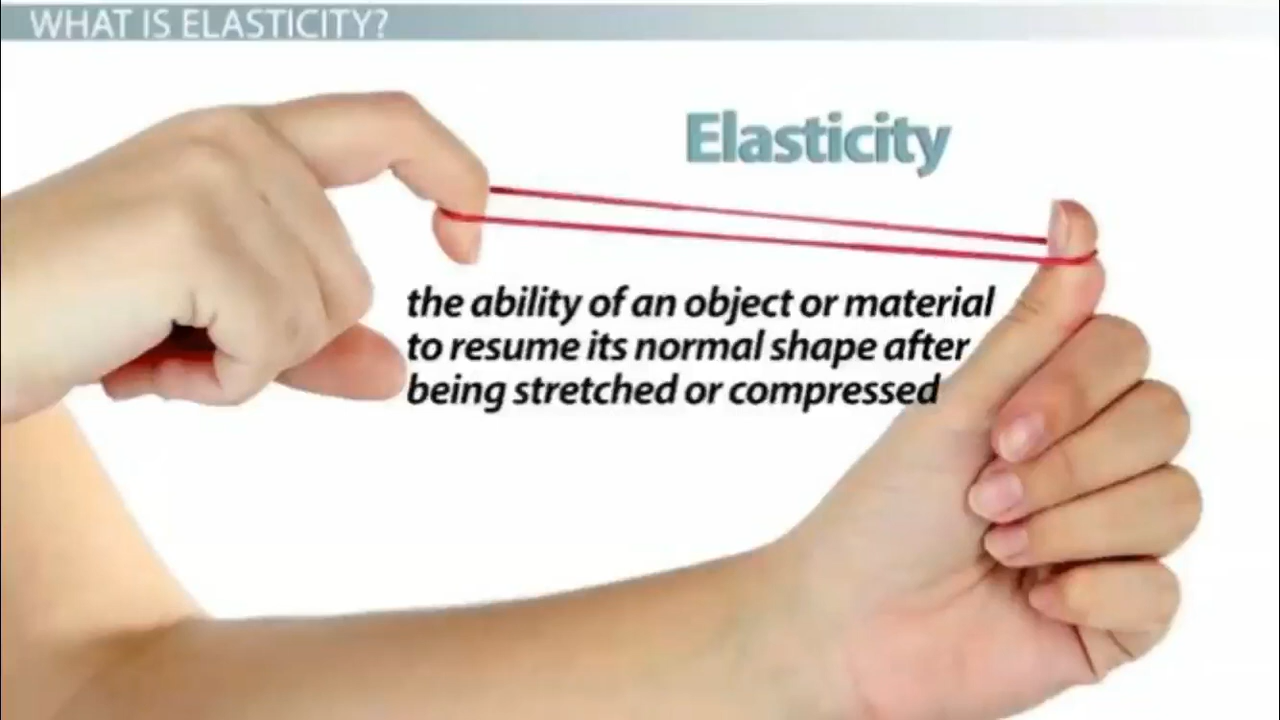 WHAT IS ELASTICITY?
Elasticity
the ability of an object or material
to resume its normal shape after
being stretched or compressed